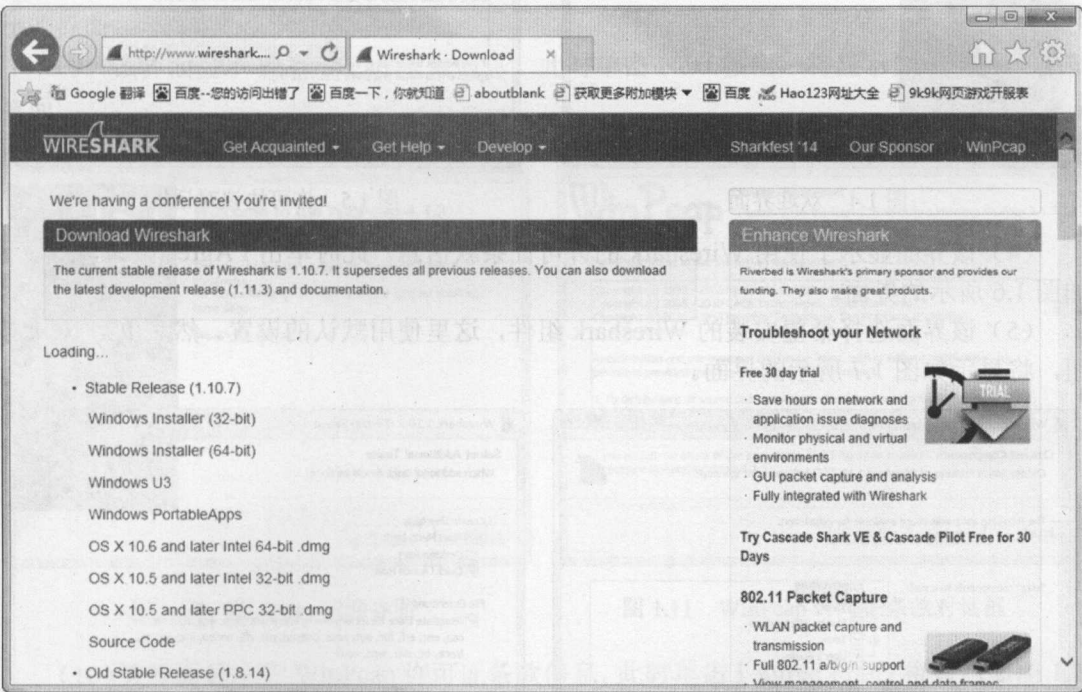 http://www.wireshark....
Wireshark · Download
Google 翻译 百度--您的访问出错了 百度一下，你就知道 aboutblank 获取更多附加模块 百度 Hao123网址大全 9k9k网页游戏开服表
WIRESHARK Get Acquainted Get Help Develop Sharkfest '14 Our Sponsor WinPcap
We're having a conference! You're invited!
Download Wireshark
The current stable release of Wireshark is 1.10.7. It supersedes all previous releases. You can also download
the latest development release (1.11.3) and documentation.
Loading...
• Stable Release (1.10.7)
Windows Installer (32-bit)
Windows Installer (64-bit)
Windows U3
Windows PortableApps
OS X 10.6 and later Intel 64-bit .dmg
OS X 10.5 and later Intel 32-bit .dmg
OS X 10.5 and later PPC 32-bit .dmg
Source Code
• Old Stable Release (1.8.14)
Enhance Wireshark
Riverbed is Wireshark's primary sponsor and provides our
funding. They also make great products.
Troubleshoot your Network
Free 30 day trial
· Save hours on network and
application issue diagnoses
· Monitor physical and virtual
environments
· GUI packet capture and analysis
· Fully integrated with Wireshark
TRIAL
Try Cascade Shark VE & Cascade Pilot Free for 30
Days
802.11 Packet Capture
· WLAN packet capture and
transmission
· Full 802.11 a/b/g/n support
· View management, control and data frames